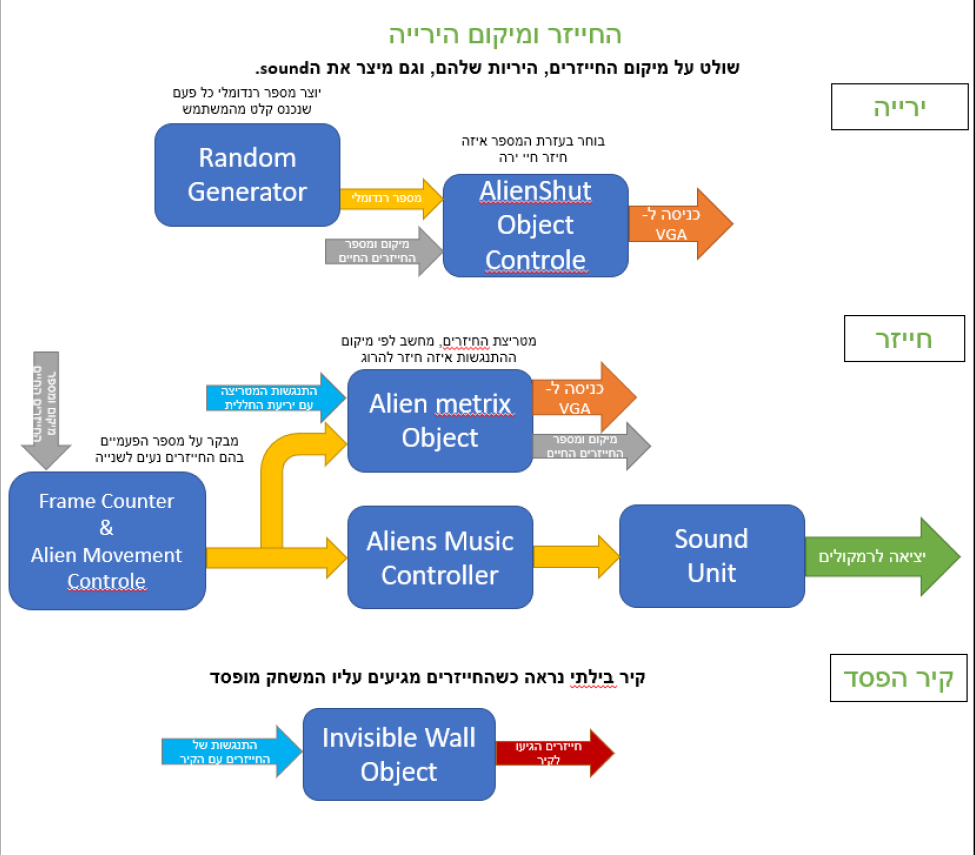 החייזר ומיקום הירייה
שולט על מיקום החייזרים, היריות שלהם, וגם מיצר את הsound.
ירייה
יוצר מספר רנדומלי כל פעם
שנכנס קלט מהמשתמש
Random
Generator
מספר רנדומלי
מיקום ומספר
החייזרים החיים
בוחר בעזרת המספר איזה
חיזר חיי ירה
AlienShut
Object
Controle
כניסה ל-
VGA
חייזר
מטריצת החיזרים, מחשב לפי מיקום
ההתנגשות איזה חיזר להרוג
התנגשות המטריצה
עם יריעת החללית
Alien metrix
Object
כניסה ל-
VGA
מיקום ומספר
החייזרים החיים
מיקום ומספר
החייזרים החיים
מבקר על מספר הפעמיים
בהם החייזרים נעים לשנייה
Frame Counter
&
Alien Movement
Controle
Aliens Music
Controller
Sound
Unit
יציאה לרמקולים
קיר הפסד
קיר בילתי נראה כשהחייזרים מגיעים עליו המשחק מופסד
התנגשות של
החייזרים עם הקיר
Invisible Wall
Object
חייזרים הגיעו
לקיר